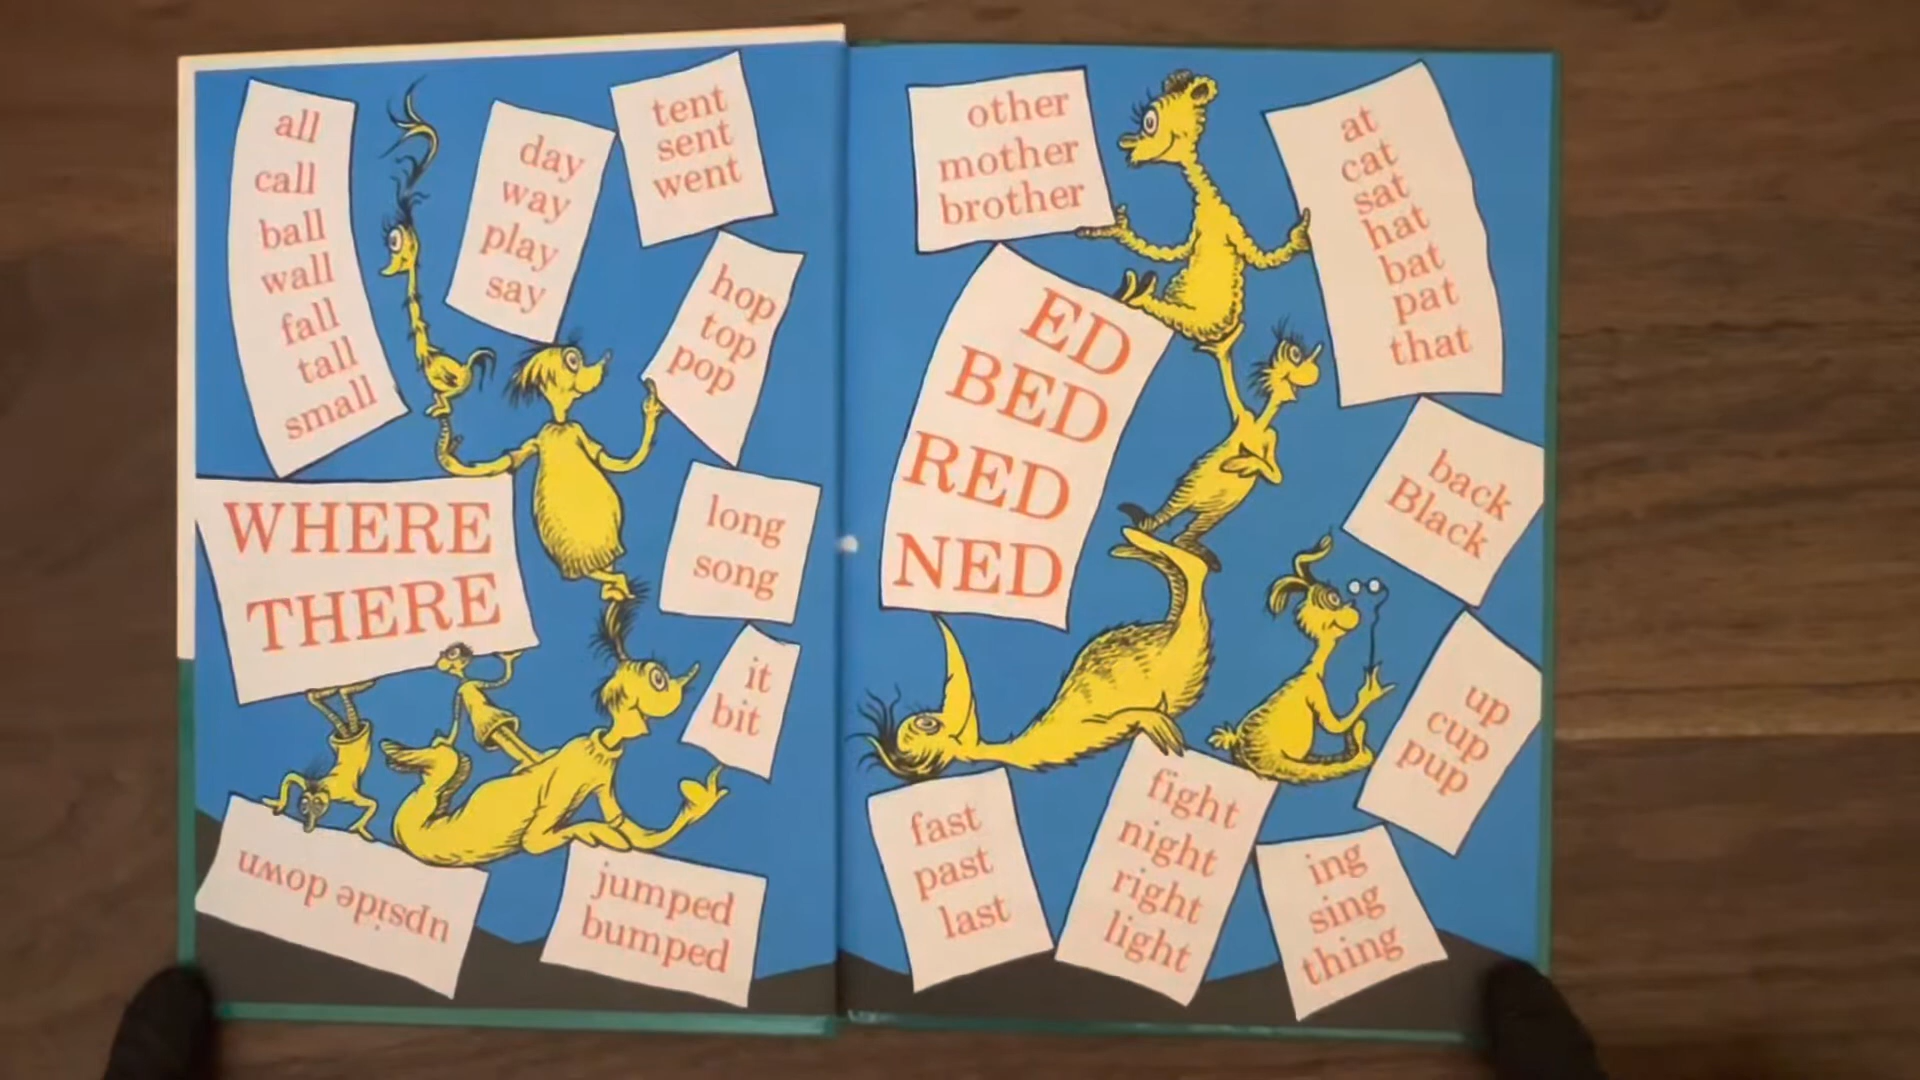 all
call
ball
wall
fall
tall
small
day
way
play
say
tent
sent
went
hop
top
pop
WHERE
THERE
long
song
it
bit
upside down
jumped
bumped
other
mother
brother
at
cat
sat
hat
bat
pat
that
ED
BED
RED
NED
back
Black
up
cup
pup
fast
past
last
fight
night
right
light
ing
sing
thing